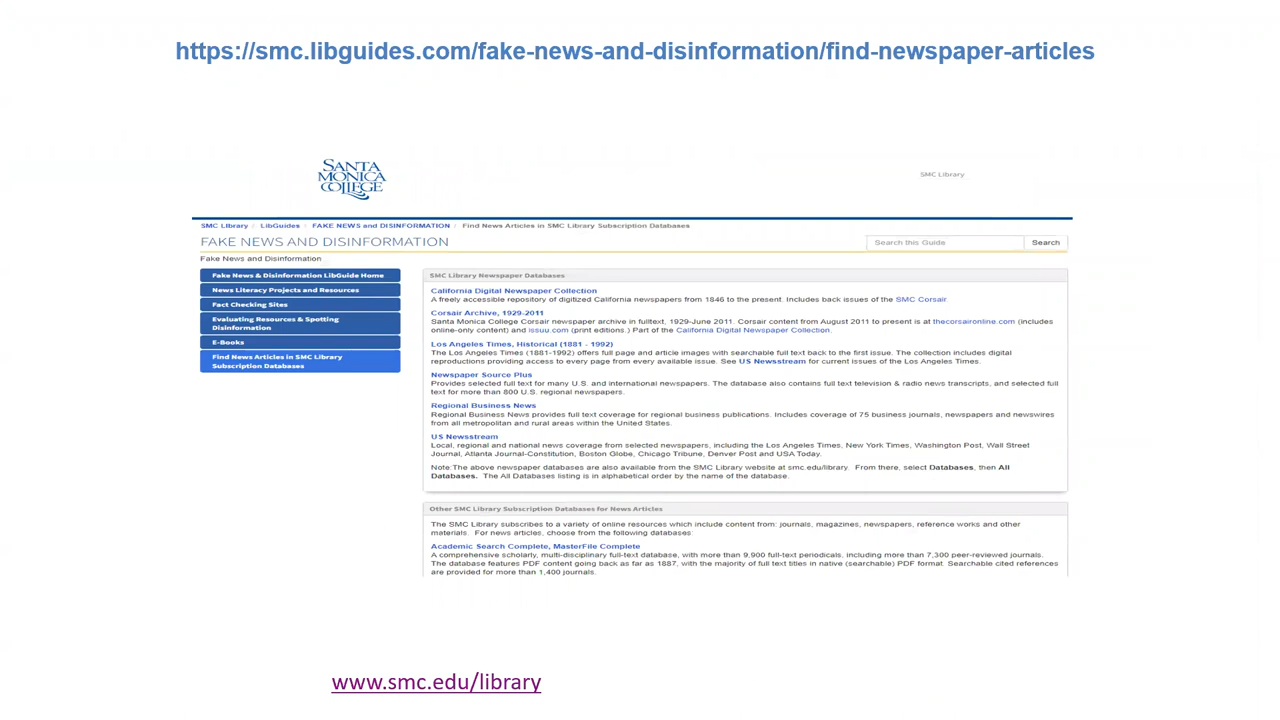 https://smc.libguides.com/fake-news-and-disinformation/find-newspaper-articles
SANTA
MONICA
COLLEGE
SMC Library
SMC Library / LibGuides / FAKE NEWS and DISINFORMATION / Find News Articles in SMC Library Subscription Databases
FAKE NEWS AND DISINFORMATION
Search this Guide Search
Fake News and Disinformation
Fake News & Disinformation LibGuide Home
News Literacy Projects and Resources
Fact Checking Sites
Evaluating Resources & Spotting
Disinformation
E-Books
Find News Articles in SMC Library
Subscription Databases
SMC Library Newspaper Databases
California Digital Newspaper Collection
A freely accessible repository of digitized California newspapers from 1846 to the present. Includes back issues of the SMC Corsair.
Corsair Archive, 1929-2011
Santa Monica College Corsair newspaper archive in fulltext, 1929-June 2011. Corsair content from August 2011 to present is at thecorsaironline.com (includes
online-only content) and issuu.com (print editions.) Part of the California Digital Newspaper Collection.
Los Angeles Times, Historical (1881 - 1992)
The Los Angeles Times (1881-1992) offers full page and article images with searchable full text back to the first issue. The collection includes digital
reproductions providing access to every page from every available issue. See US Newsstream for current issues of the Los Angeles Times.
Newspaper Source Plus
Provides selected full text for many U.S. and international newspapers. The database also contains full text television & radio news transcripts, and selected full
text for more than 800 U.S. regional newspapers.
Regional Business News
Regional Business News provides full text coverage for regional business publications. Includes coverage of 75 business journals, newspapers and newswires
from all metropolitan and rural areas within the United States.
US Newsstream
Local, regional and national news coverage from selected newspapers, including the Los Angeles Times, New York Times, Washington Post, Wall Street
Journal, Atlanta Journal-Constitution, Boston Globe, Chicago Tribune, Denver Post and USA Today.
Note:The above newspaper databases are also available from the SMC Library website at smc.edu/library. From there, select Databases, then All
Databases. The All Databases listing is in alphabetical order by the name of the database.
Other SMC Library Subscription Databases for News Articles
The SMC Library subscribes to a variety of online resources which include content from: journals, magazines, newspapers, reference works and other
materials. For news articles, choose from the following databases:
Academic Search Complete, MasterFile Complete
A comprehensive scholarly, multi-disciplinary full-text database, with more than 9,900 full-text periodicals, including more than 7,300 peer-reviewed journals.
The database features PDF content going back as far as 1887, with the majority of full text titles in native (searchable) PDF format. Searchable cited references
are provided for more than 1,400 journals.
www.smc.edu/library